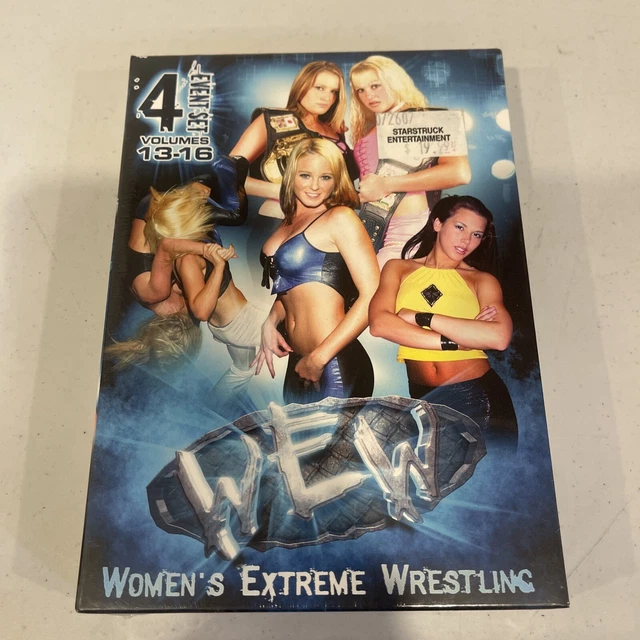 4
EVENT SET
VOLUMES
13-16
STARSTRUCK
ENTERTAINMENT
WEW
WOMEN'S EXTREME WRESTLING